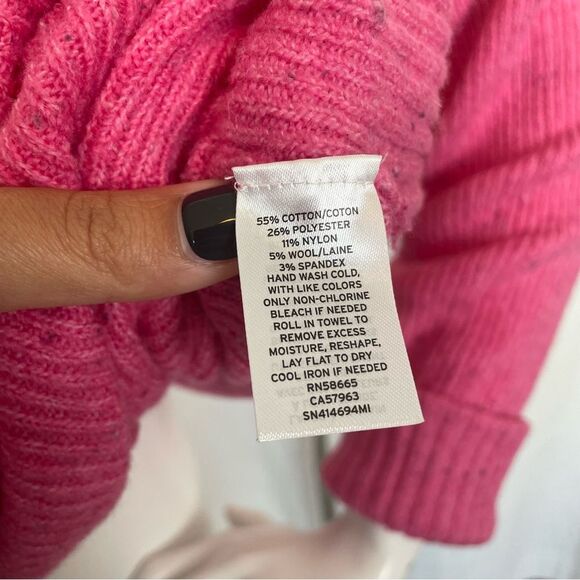 55% COTTON/COTON
26% POLYESTER
11% NYLON
5% WOOL/LAINE
3% SPANDEX
HAND WASH COLD,
WITH LIKE COLORS
ONLY NON-CHLORINE
BLEACH IF NEEDED
ROLL IN TOWEL TO
REMOVE EXCESS
MOISTURE, RESHAPE,
LAY FLAT TO DRY
COOL IRON IF NEEDED
RN58665
CA57963
SN414694MI